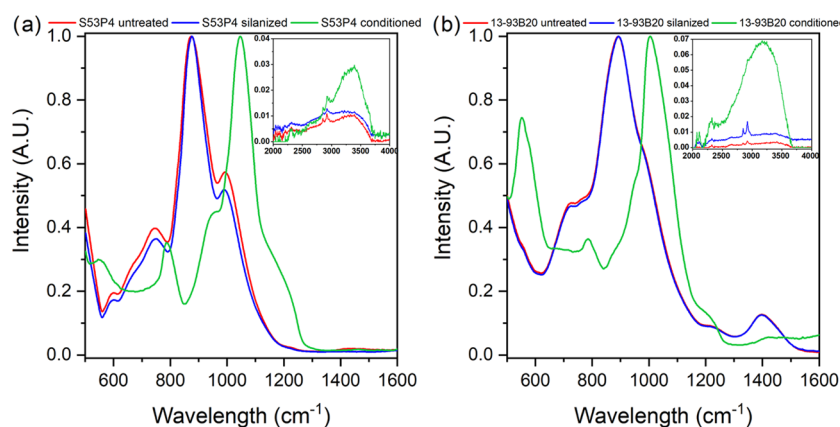 (a) S53P4 untreated S53P4 silanized S53P4 conditioned
Intensity (A.U.)
1.0
0.8
0.6
0.4
0.2
0.0
600 800 1000 1200 1400 1600
Wavelength (cm-1)
0.04
0.03
0.02
0.01
0.00
2000 2500 3000 3500 4000
(b) 13-93B20 untreated 13-93B20 silanized 13-93B20 conditioned
Intensity (A.U.)
1.0
0.8
0.6
0.4
0.2
0.0
600 800 1000 1200 1400 1600
Wavelength (cm-1)
0.07
0.06
0.05
0.04
0.03
0.02
0.01
0.00
2000 2500 3000 3500 4000